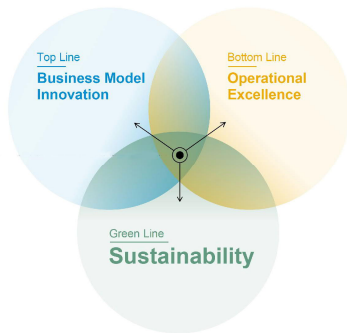 Top Line
Business Model
Innovation
Bottom Line
Operational
Excellence
Green Line
Sustainability